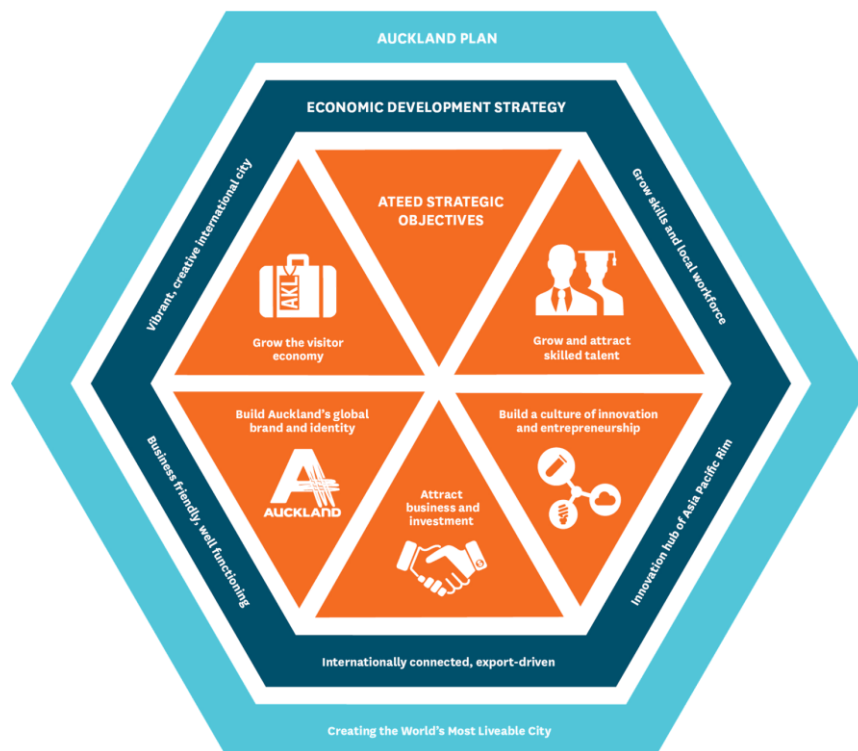 AUCKLAND PLAN
ECONOMIC DEVELOPMENT STRATEGY
Vibrant, creative international city
Grow skills and local workforce
ATEED STRATEGIC
OBJECTIVES
AKL
Grow the visitor
economy
Grow and attract
skilled talent
Build Auckland's global
brand and identity
AUCKLAND
Attract
business and
investment
Build a culture of innovation
and entrepreneurship
Business friendly, well functioning
Innovation hub of Asia Pacific Rim
Internationally connected, export-driven
Creating the World's Most Liveable City